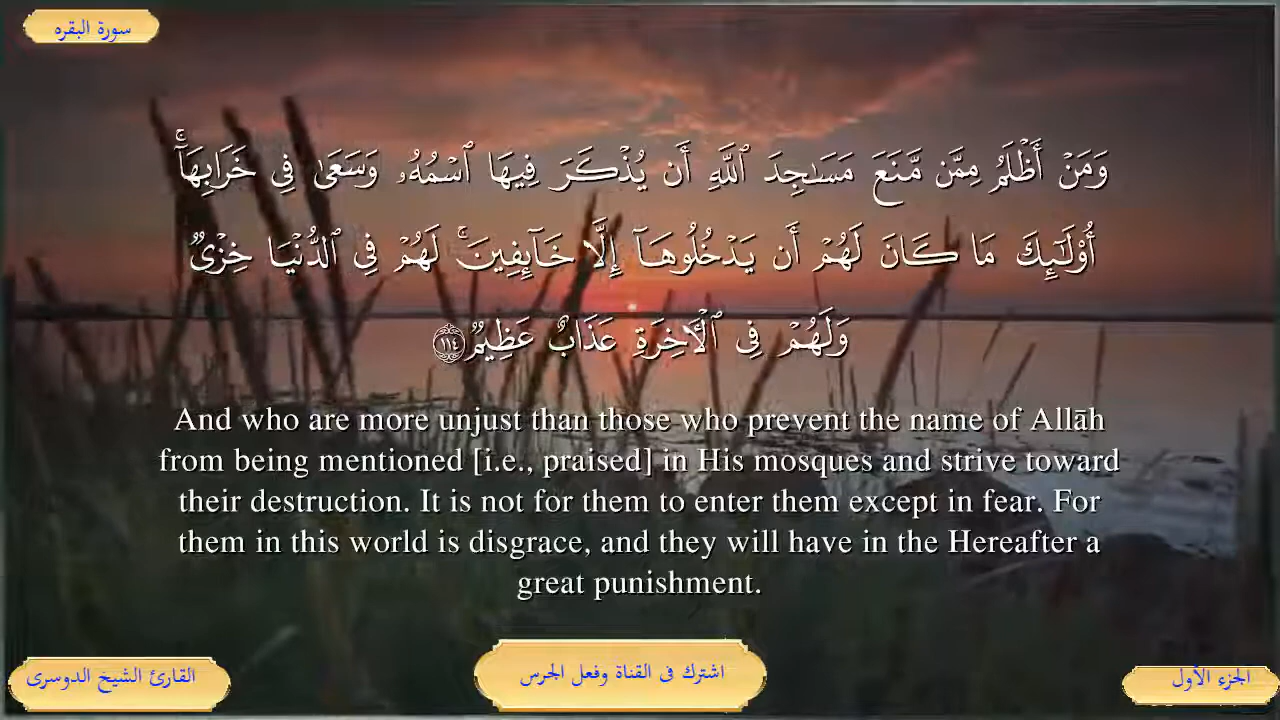 سورة البقره
وَمَنْ أَظْلَمُ مِمَّن مَّنَعَ مَسَـٰجِدَ ٱللَّهِ أَن يُذْكَرَ فِيهَا ٱسْمُهُۥ وَسَعَىٰ فِى خَرَابِهَآ ۚ
أُو۟لَـٰٓئِكَ مَا كَانَ لَهُمْ أَن يَدْخُلُوهَآ إِلَّا خَآئِفِينَ ۚ لَهُمْ فِى ٱلدُّنْيَا خِزْىٌ
وَلَهُمْ فِى ٱلْـَٔاخِرَةِ عَذَابٌ عَظِيمٌ ١١٤
And who are more unjust than those who prevent the name of Allāh
from being mentioned [i.e., praised] in His mosques and strive toward
their destruction. It is not for them to enter them except in fear. For
them in this world is disgrace, and they will have in the Hereafter a
great punishment.
الجزء الأول
اشترك فى القناة وفعل الجرس
القارئ الشيخ الدوسرى